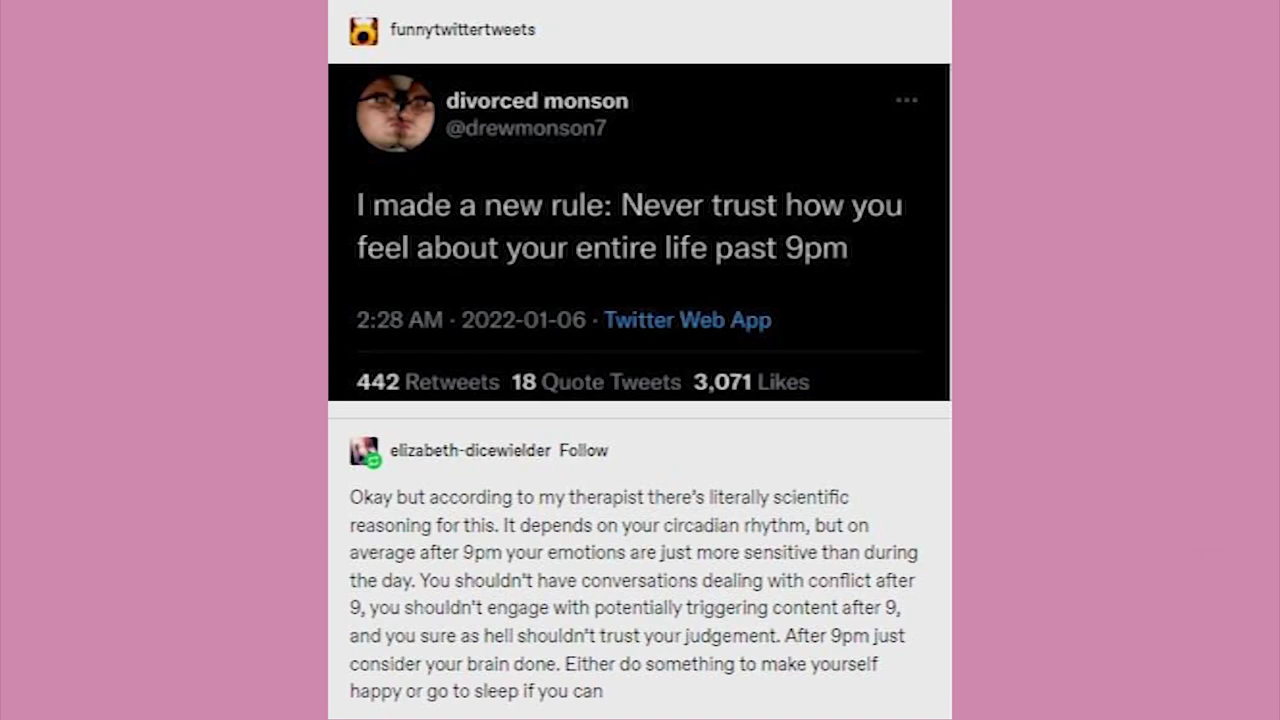 funnytwittertweets
divorced monson
@drewmonson7
I made a new rule: Never trust how you
feel about your entire life past 9pm
2:28 AM · 2022-01-06 · Twitter Web App
442 Retweets 18 Quote Tweets 3,071 Likes
elizabeth-dicewielder Follow
Okay but according to my therapist there's literally scientific
reasoning for this. It depends on your circadian rhythm, but on
average after 9pm your emotions are just more sensitive than during
the day. You shouldn't have conversations dealing with conflict after
9, you shouldn't engage with potentially triggering content after 9,
and you sure as hell shouldn't trust your judgement. After 9pm just
consider your brain done. Either do something to make yourself
happy or go to sleep if you can